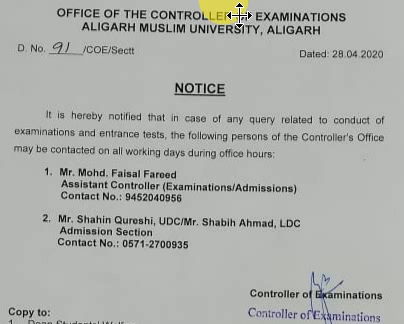 OFFICE OF THE CONTROLLER EXAMINATIONS
ALIGARH MUSLIM UNIVERSITY, ALIGARH
D. No. 91 /COE/Sectt
Dated: 28.04.2020
NOTICE
It is hereby notified that in case of any query related to conduct of
examinations and entrance tests, the following persons of the Controller's Office
may be contacted on all working days during office hours:
1. Mr. Mohd. Faisal Fareed
Assistant Controller (Examinations/Admissions)
Contact No.: 9452040956
2. Mr. Shahin Qureshi, UDC/Mr. Shabih Ahmad, LDC
Admission Section
Contact No.: 0571-2700935
Controller of Examinations
Controller of Examinations
Copy to: